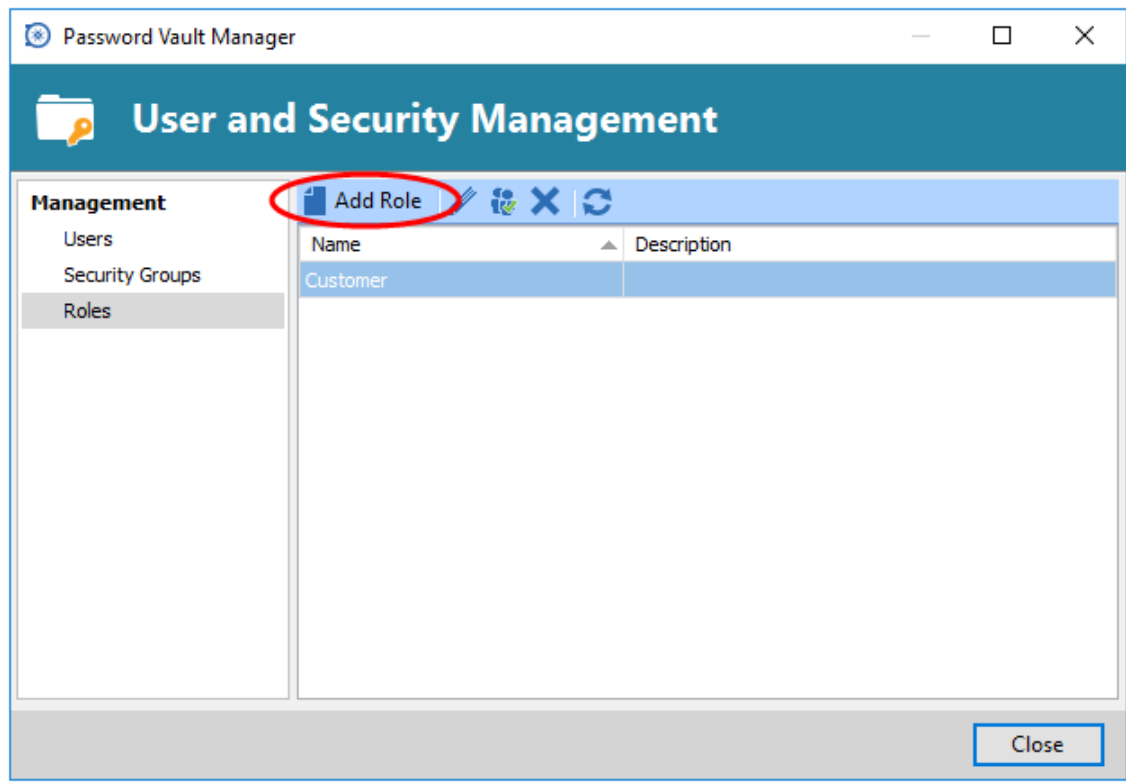 Password Vault Manager
User and Security Management
Management
Users
Security Groups
Roles
Add Role
Name Description
Customer
Close